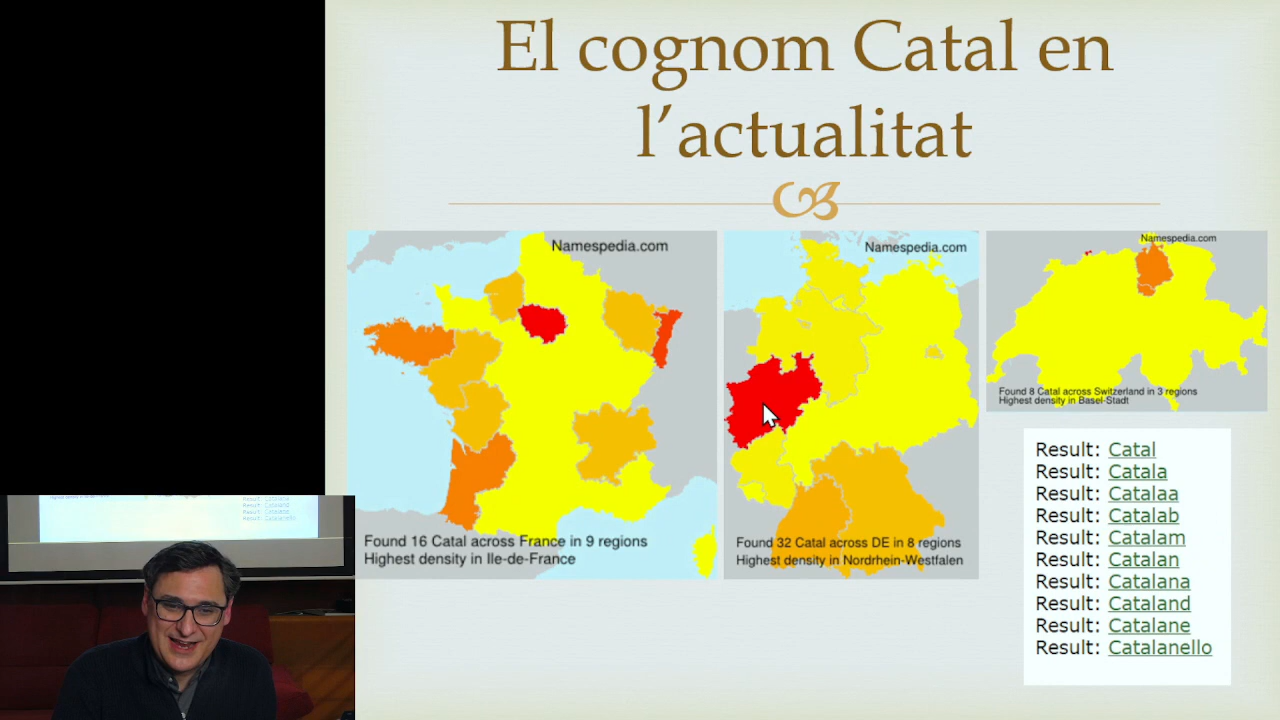 El cognom Catal en
l’actualitat
Namespedia.com
Found 16 Catal across France in 9 regions
Highest density in Ile-de-France
Namespedia.com
Found 32 Catal across DE in 8 regions
Highest density in Nordrhein-Westfalen
Namespedia.com
Found 8 Catal across Switzerland in 3 regions
Highest density in Basel-Stadt
Result: Catal
Result: Catala
Result: Catalaa
Result: Catalab
Result: Catalam
Result: Catalan
Result: Catalana
Result: Cataland
Result: Catalane
Result: Catalanello